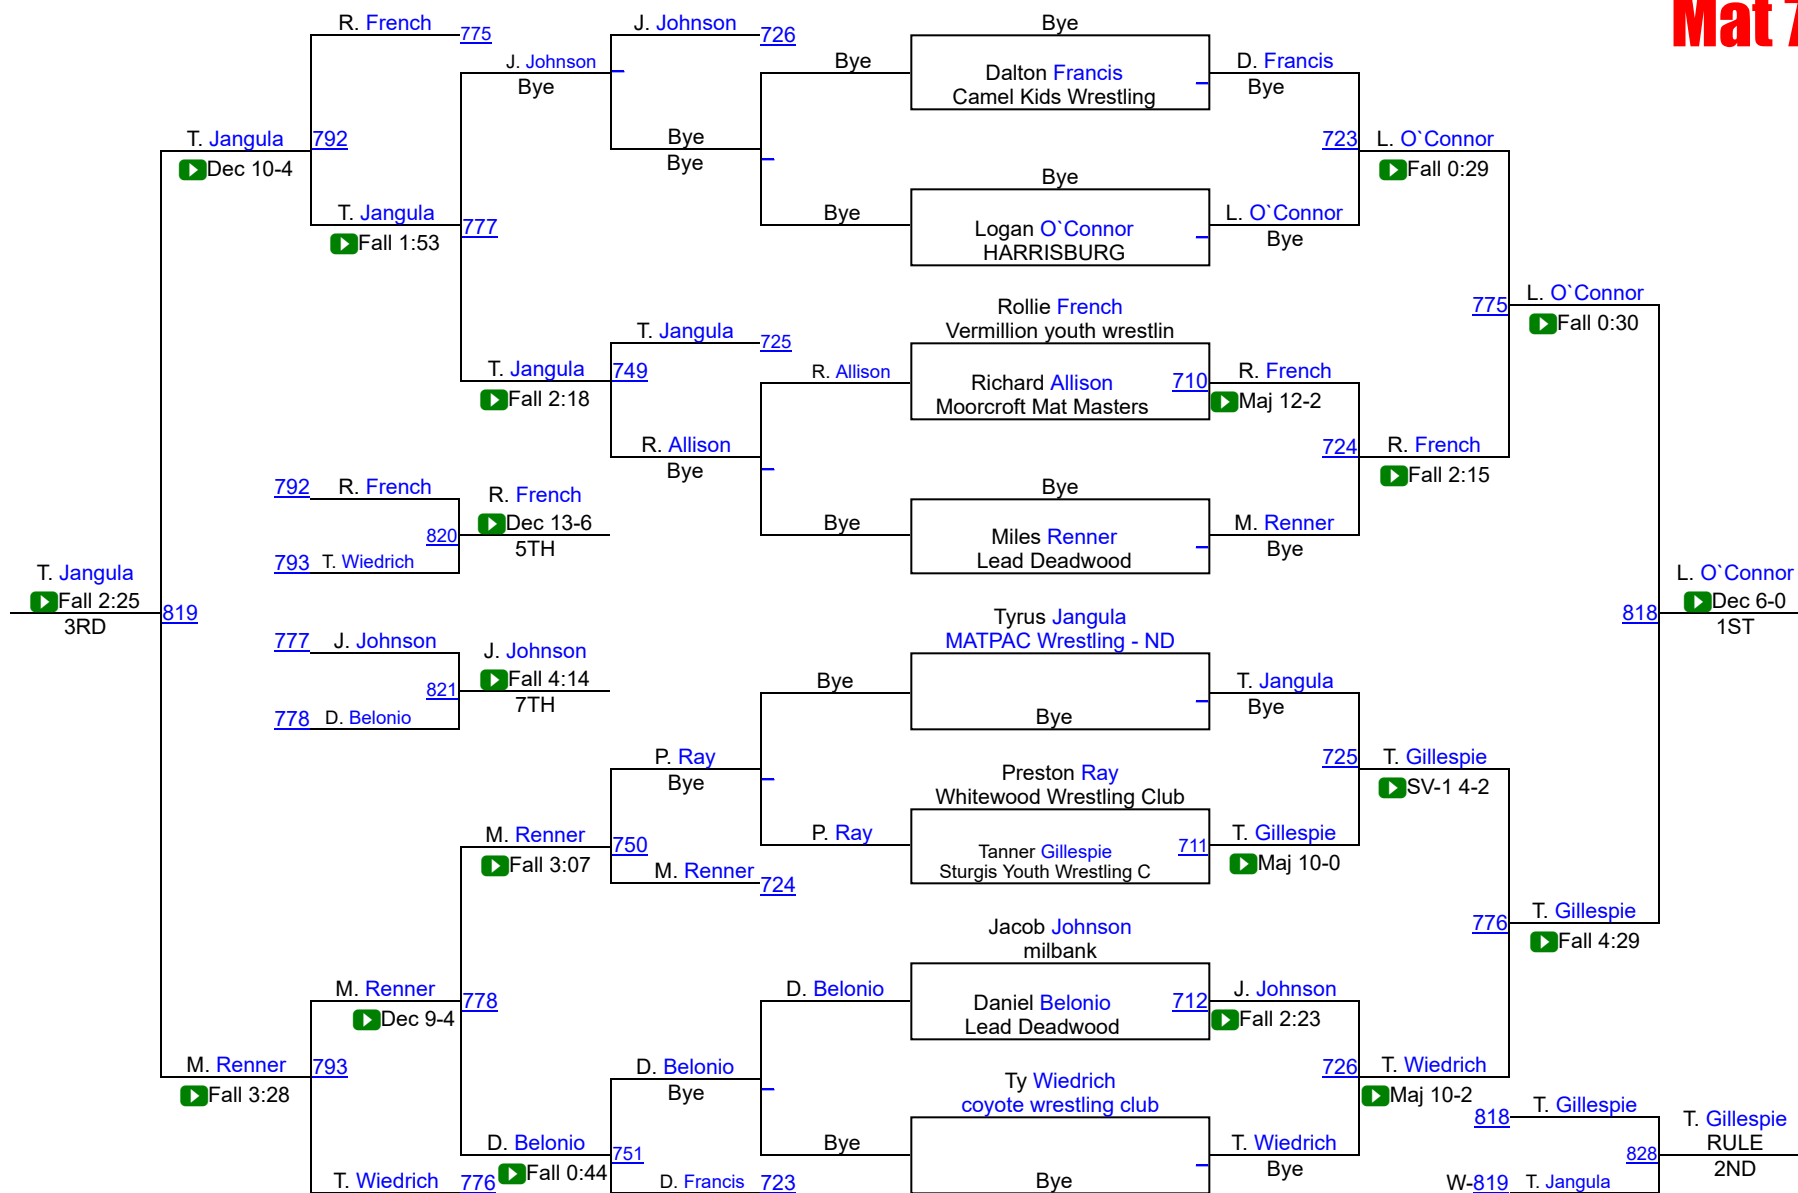 Mat 7
R. French
775
J. Johnson
726
Bye
J. Johnson
Bye
Bye
Dalton Francis
Camel Kids Wrestling
D. Francis
Bye
T. Jangula
792
Dec 10-4
Bye
Bye
723
L. O`Connor
Fall 0:29
Bye
T. Jangula
777
Fall 1:53
Bye
Logan O`Connor
HARRISBURG
L. O`Connor
Bye
Rollie French
Vermillion youth wrestlin
775
L. O`Connor
Fall 0:30
T. Jangula
725
T. Jangula
749
Fall 2:18
R. Allison
Richard Allison
710
Moorcroft Mat Masters
R. French
Maj 12-2
R. Allison
Bye
724
R. French
Fall 2:15
792
R. French
R. French
Dec 13-6
820
5TH
793
T. Wiedrich
Bye
Bye
Miles Renner
Lead Deadwood
M. Renner
Bye
T. Jangula
Fall 2:25
819
3RD
L. O`Connor
Dec 6-0
818
1ST
Tyrus Jangula
MATPAC Wrestling - ND
777
J. Johnson
J. Johnson
Fall 4:14
821
7TH
778
D. Belonio
Bye
Bye
T. Jangula
Bye
P. Ray
Bye
725
T. Gillespie
SV-1 4-2
Preston Ray
Whitewood Wrestling Club
M. Renner
750
Fall 3:07
P. Ray
Tanner Gillespie
711
Sturgis Youth Wrestling C
T. Gillespie
Maj 10-0
M. Renner
724
776
T. Gillespie
Fall 4:29
Jacob Johnson
milbank
M. Renner
778
Dec 9-4
D. Belonio
Daniel Belonio
712
Lead Deadwood
J. Johnson
Fall 2:23
M. Renner
793
Fall 3:28
D. Belonio
Bye
726
T. Wiedrich
Maj 10-2
Ty Wiedrich
coyote wrestling club
818
T. Gillespie
T. Gillespie
RULE
828
2ND
D. Belonio
751
Fall 0:44
Bye
T. Wiedrich
Bye
T. Wiedrich
776
D. Francis
723
Bye
W-819
T. Jangula